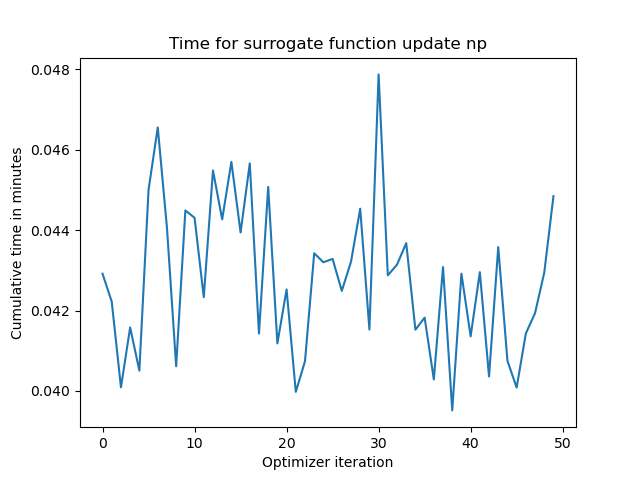 Time for surrogate function update np
0.048
0.046
0.044
0.042
0.040
Cumulative time in minutes
0 10 20 30 40 50
Optimizer iteration